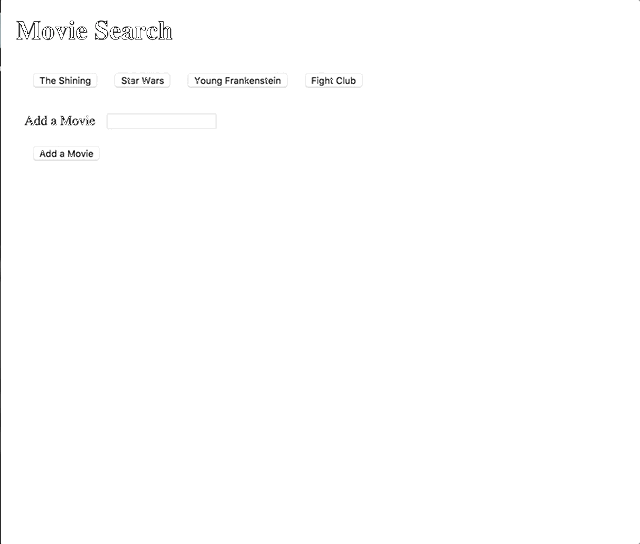 Movie Search
The Shining Star Wars Young Frankenstein Fight Club
Add a Movie
Add a Movie